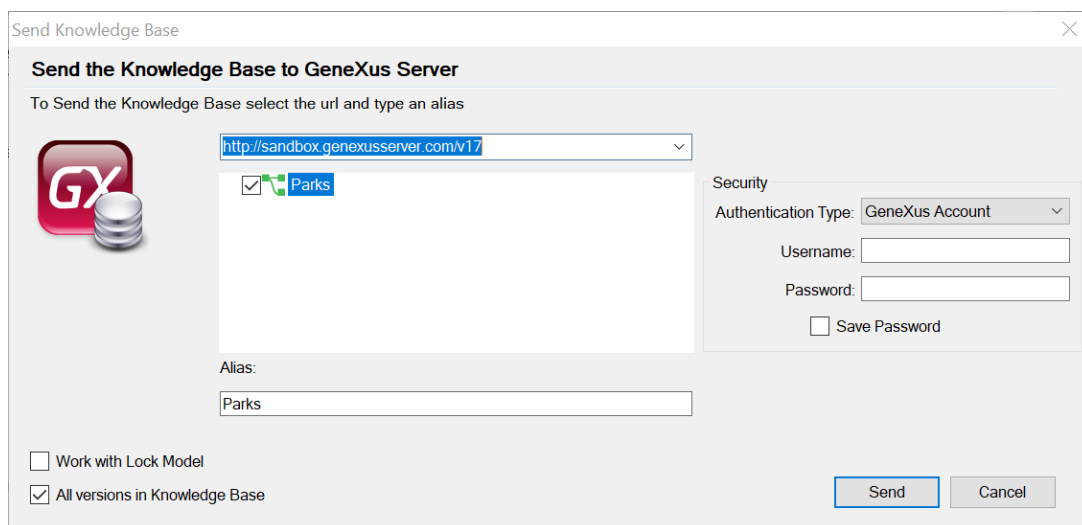 Send Knowledge Base
Send the Knowledge Base to GeneXus Server
To Send the Knowledge Base select the url and type an alias
GX
http://sandbox.genexusserver.com/v17
Parks
Security
Authentication Type: GeneXus Account
Username:
Password:
Save Password
Alias:
Parks
Work with Lock Model
All versions in Knowledge Base
Send Cancel